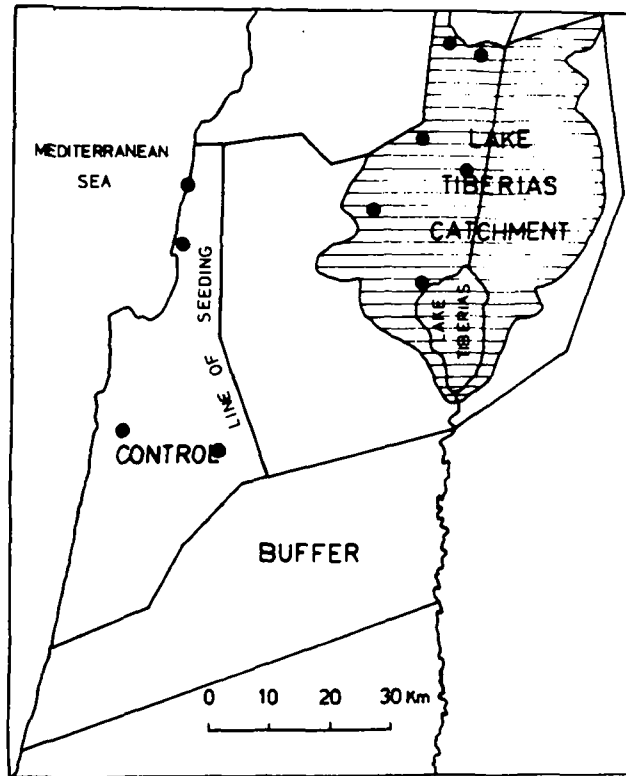 MEDITERRANEAN
SEA
LAKE
TIBERIAS
CATCHMENT
LINE OF SEEDING
LAKE
TIBERIAS
CONTROL
BUFFER
0 10 20 30 Km